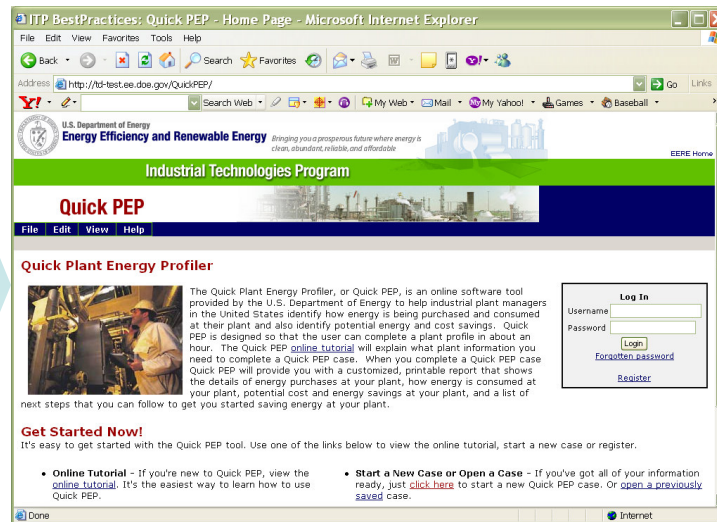 ITP BestPractices: Quick PEP - Home Page - Microsoft Internet Explorer
File Edit View Favorites Tools Help
Back Search Favorites
Address http://td-test.ee.doe.gov/QuickPEP/ Go Links
Y! Search Web My Web Mail My Yahoo! Games Baseball
U.S. Department of Energy
Energy Efficiency and Renewable Energy
Bringing you a prosperous future where energy is
clean, abundant, reliable, and affordable
EERE Home
Industrial Technologies Program
Quick PEP
File Edit View Help
Quick Plant Energy Profiler
The Quick Plant Energy Profiler, or Quick PEP, is an online software tool
provided by the U.S. Department of Energy to help industrial plant managers
in the United States identify how energy is being purchased and consumed
at their plant and also identify potential energy and cost savings. Quick
PEP is designed so that the user can complete a plant profile in about an
hour. The Quick PEP online tutorial will explain what plant information you
need to complete a Quick PEP case. When you complete a Quick PEP case
Quick PEP will provide you with a customized, printable report that shows
the details of energy purchases at your plant, how energy is consumed at
your plant, potential cost and energy savings at your plant, and a list of
next steps that you can follow to get you started saving energy at your plant.
Log In
Username
Password
Login
Forgotten password
Register
Get Started Now!
It's easy to get started with the Quick PEP tool. Use one of the links below to view the online tutorial, start a new case or register.
• Online Tutorial - If you're new to Quick PEP, view the
online tutorial. It's the easiest way to learn how to use
Quick PEP.
• Start a New Case or Open a Case - If you've got all of your information
ready, just click here to start a new Quick PEP case. Or open a previously
saved case.
Done Internet